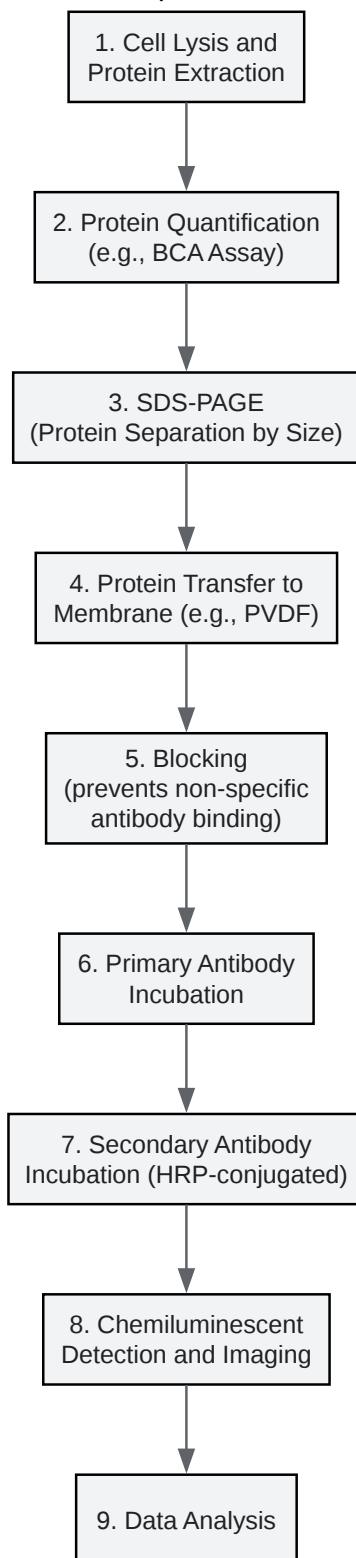 1. Cell Lysis and
Protein Extraction
2. Protein Quantification
(e.g., BCA Assay)
3. SDS-PAGE
(Protein Separation by Size)
4. Protein Transfer to
Membrane (e.g., PVDF)
5. Blocking
(prevents non-specific
antibody binding)
6. Primary Antibody
Incubation
7. Secondary Antibody
Incubation (HRP-conjugated)
8. Chemiluminescent
Detection and Imaging
9. Data Analysis